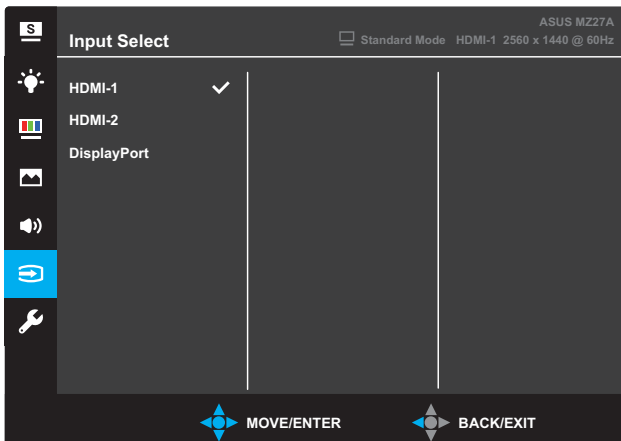 S
ASUS MZ27A
Input Select
Standard Mode HDMI-1 2560 x 1440 @ 60Hz
HDMI-1
HDMI-2
DisplayPort
MOVE/ENTER BACK/EXIT